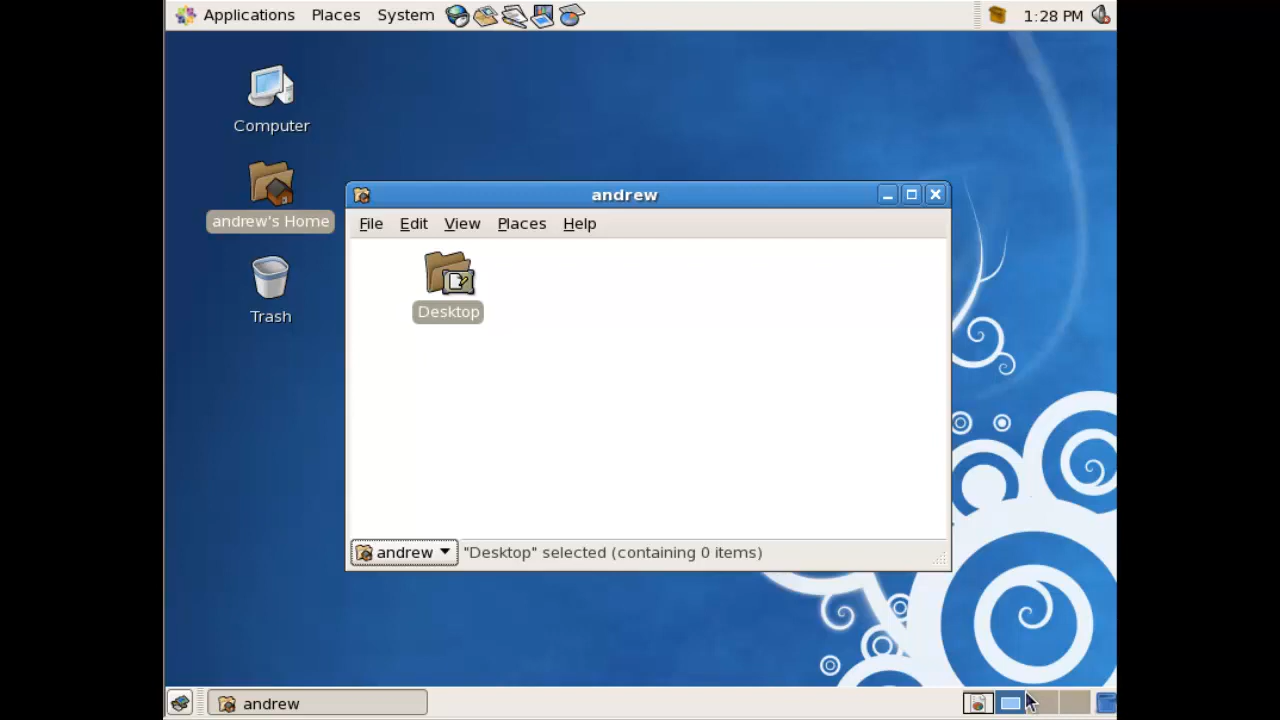 Applications Places System 1:28 PM
Computer
andrew's Home
Trash
andrew
File Edit View Places Help
Desktop
andrew "Desktop" selected (containing 0 items)
andrew